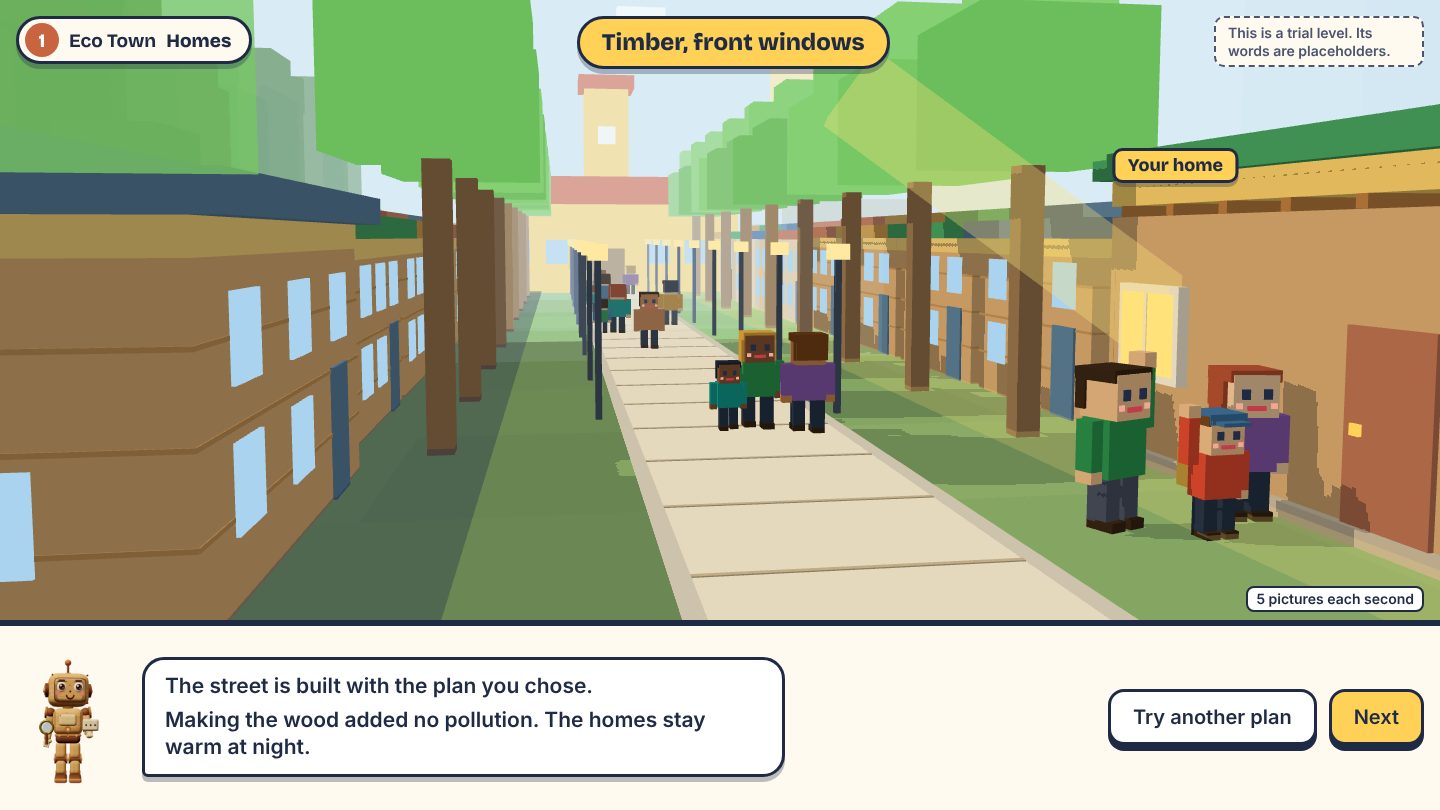 1 Eco Town Homes
Timber, front windows
This is a trial level. Its
words are placeholders.
Your home
5 pictures each second
The street is built with the plan you chose.
Making the wood added no pollution. The homes stay
warm at night.
Try another plan
Next